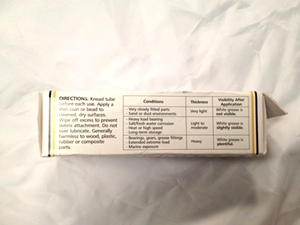 DIRECTIONS: Knead tube
before each use. Apply a
thin coat or bead to
cleaned, dry surfaces.
Wipe off excess to prevent
debris attachment. Do not
over lubricate. Generally
harmless to wood, plastic,
rubber or composite
parts.
Conditions
Thickness
Visibility After
Application
- Very closely fitted parts
- Sand or dust environments
Very light
White grease is
not visible.
- Heavy load bearing
- Salt/fresh water corrosion
- Heat or high speed
- Long-term storage
Light to
moderate
White grease is
slightly visible.
- Bearings, gears, grease fittings
- Extended extreme load
- Marine exposure
Heavy
White grease is
plentiful.